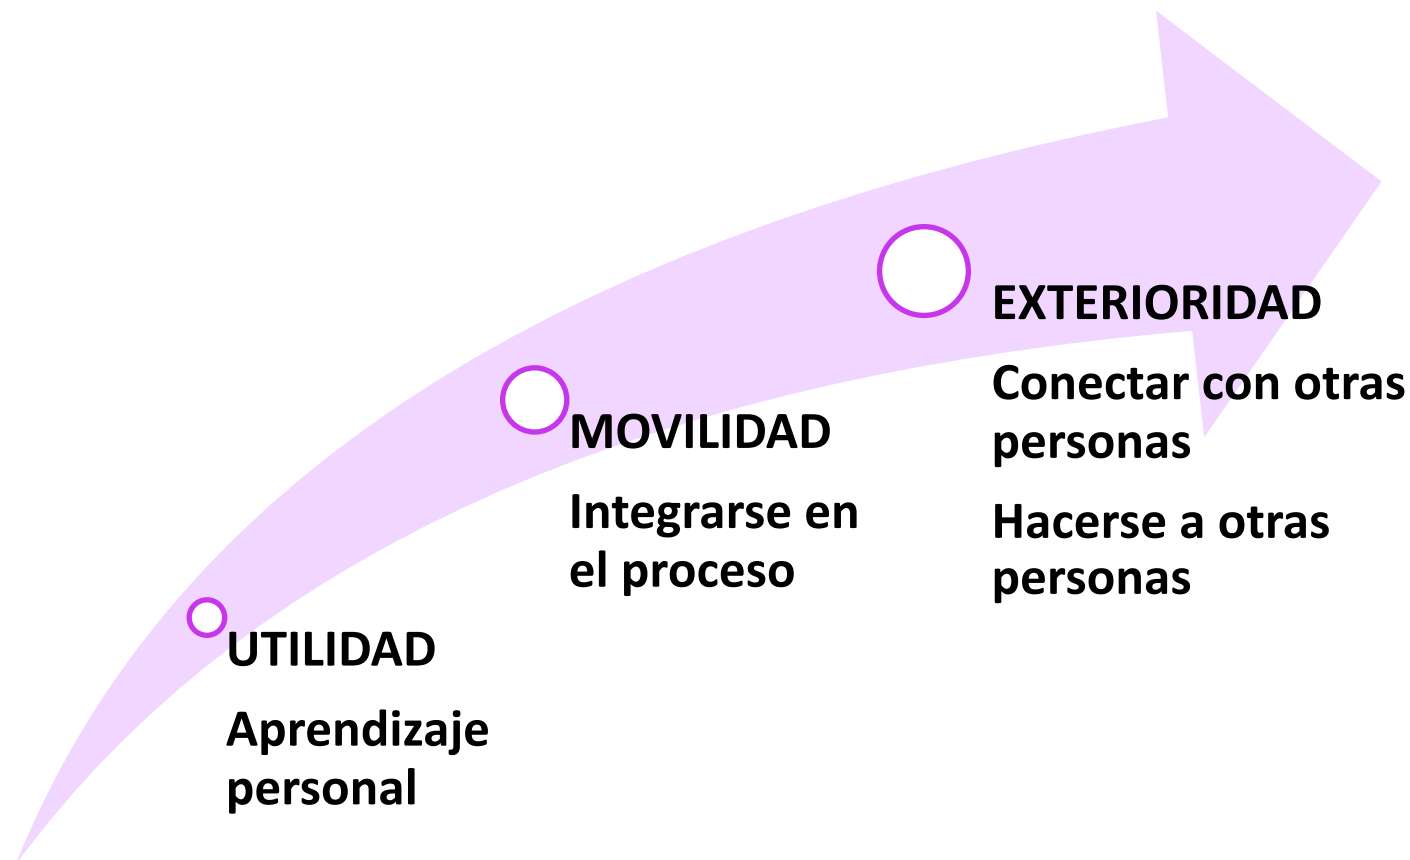 EXTERIORIDAD
Conectar con otras
personas
Hacerse a otras
personas
MOVILIDAD
Integrarse en
el proceso
UTILIDAD
Aprendizaje
personal